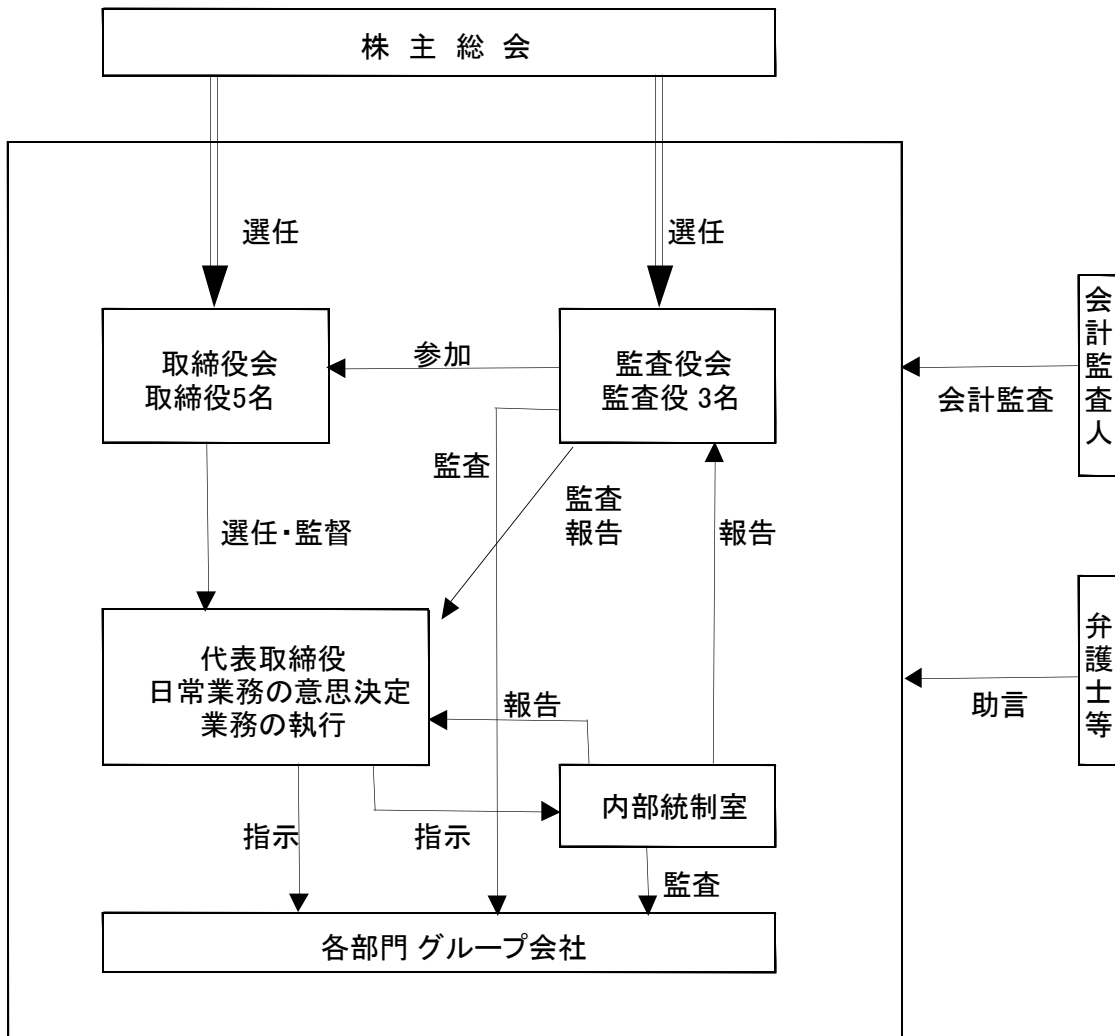 株 主 総 会
選任
選任
取締役会
取締役5名
参加
監査役会
監査役 3名
会計監査人
会計監査
監査
監査
報告
報告
選任・監督
代表取締役
日常業務の意思決定
業務の執行
報告
弁護士等
助言
内部統制室
指示
指示
監査
各部門 グループ会社